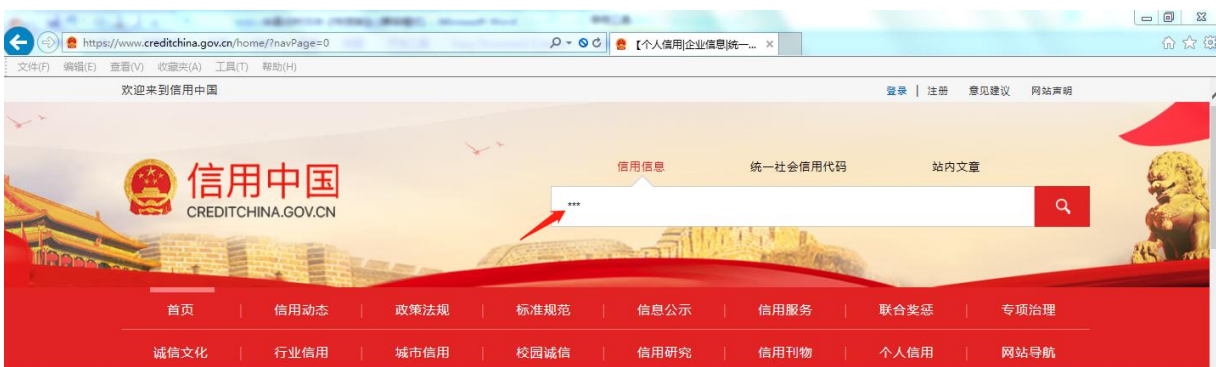 https://www.creditchina.gov.cn/home/?navPage=0
【个人信用|企业信息|统一... ×
文件(F) 编辑(E) 查看(V) 收藏夹(A) 工具(T) 帮助(H)
欢迎来到信用中国
登录 | 注册 意见建议 网站声明
信用信息 统一社会信用代码 站内文章
信用中国
CREDITCHINA.GOV.CN
***
首页 | 信用动态 | 政策法规 | 标准规范 | 信息公示 | 信用服务 | 联合奖惩 | 专项治理
诚信文化 | 行业信用 | 城市信用 | 校园诚信 | 信用研究 | 信用刊物 | 个人信用 | 网站导航